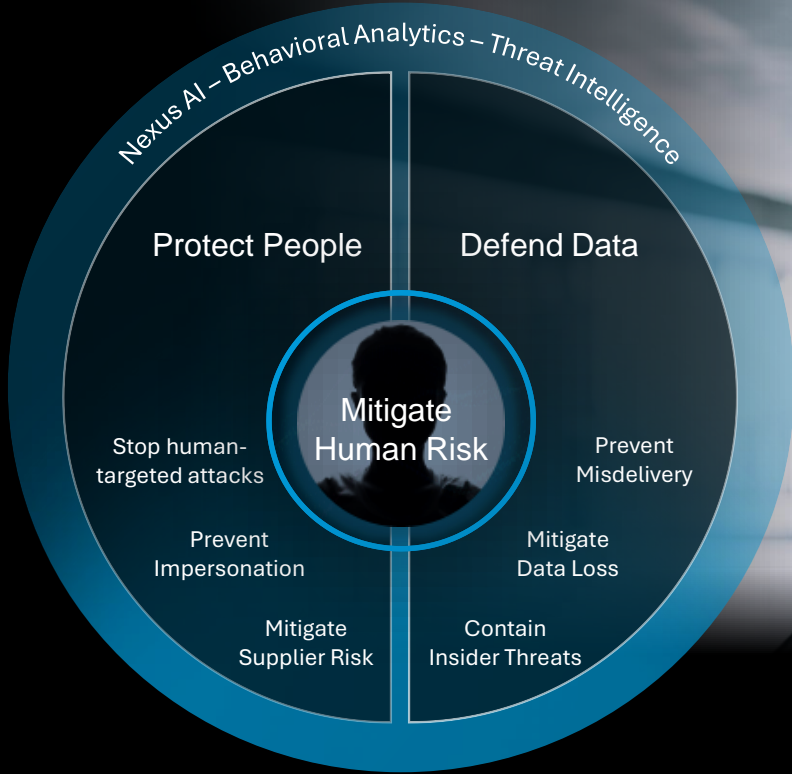 Nexus AI – Behavioral Analytics – Threat Intelligence
Protect People
Defend Data
Mitigate
Human Risk
Stop human-
targeted attacks
Prevent
Impersonation
Mitigate
Supplier Risk
Prevent
Misdelivery
Mitigate
Data Loss
Contain
Insider Threats